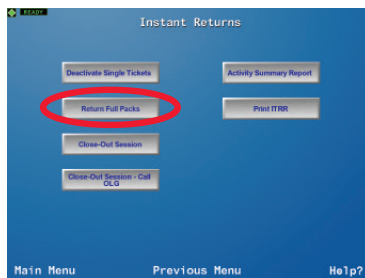 READY
Instant Returns
Deactivate Single Tickets
Activity Summary Report
Return Full Packs
Print ITRR
Close-Out Session
Close-Out Session - Call
OLG
Main Menu
Previous Menu
Help?